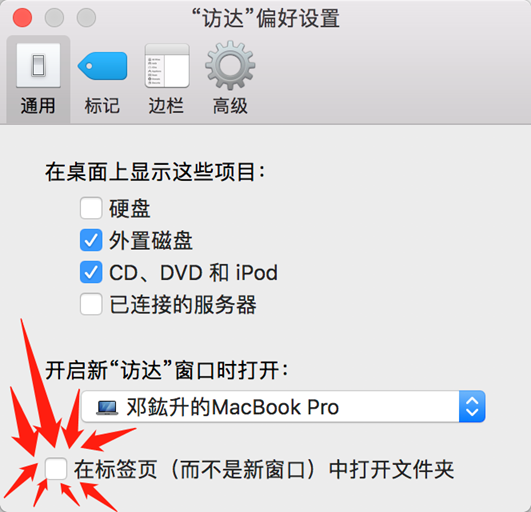 “访达”偏好设置
通用 标记 边栏 高级
在桌面上显示这些项目：
硬盘
外置磁盘
CD、DVD 和 iPod
已连接的服务器
开启新“访达”窗口时打开：
邓鈜升的MacBook Pro
在标签页（而不是新窗口）中打开文件夹